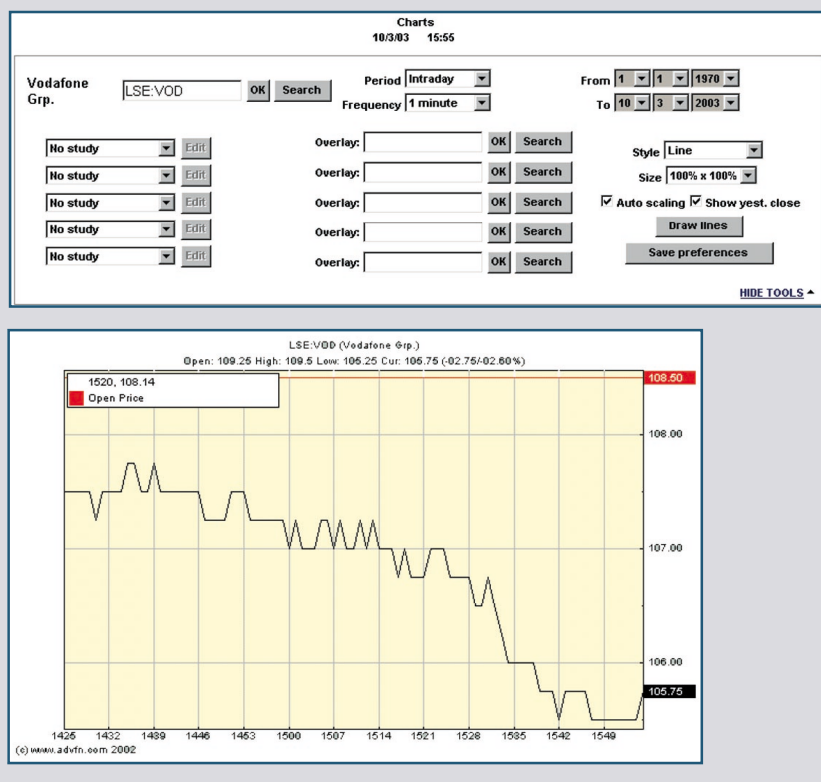 Charts
10/3/03 15:55
Vodafone Grp.
LSE:VOD OK Search
Period Intraday
Frequency 1 minute
From 1 1 1970
To 10 3 2003
No study Edit
No study Edit
No study Edit
No study Edit
No study Edit
Overlay: OK Search
Overlay: OK Search
Overlay: OK Search
Overlay: OK Search
Overlay: OK Search
Style Line
Size 100% x 100%
Auto scaling Show yest. close
Draw lines
Save preferences
HIDE TOOLS
LSE:VOD (Vodafone Grp.)
Open: 109.25 High: 109.5 Low: 105.25 Cur: 105.75 (-02.75/-02.60%)
1520, 108.14
Open Price
108.50
108.00
107.00
106.00
105.75
1425 1432 1439 1446 1453 1500 1507 1514 1521 1528 1535 1542 1549
(c) www.advfn.com 2002